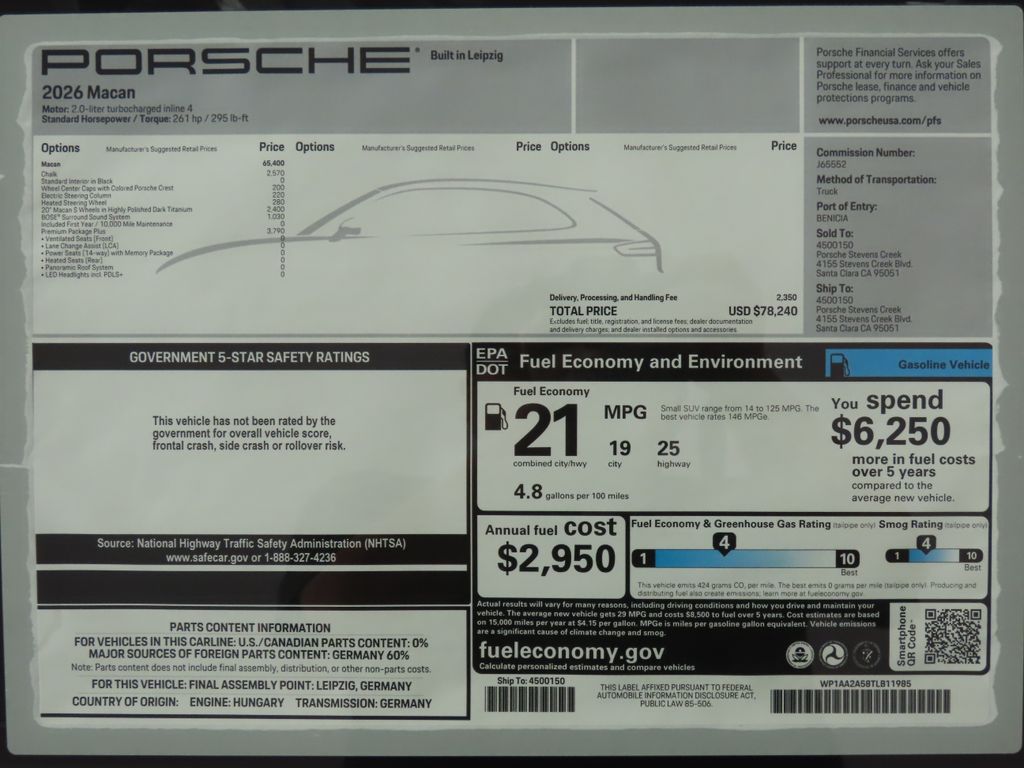 PORSCHE® Built in Leipzig
2026 Macan
Motor: 2.0-liter turbocharged inline 4
Standard Horsepower / Torque: 261 hp / 295 lb-ft
Porsche Financial Services offers
support at every turn. Ask your Sales
Professional for more information on
Porsche lease, finance and vehicle
protections programs.
www.porscheusa.com/pfs
Options Manufacturer's Suggested Retail Prices Price Options Manufacturer's Suggested Retail Prices Price Options Manufacturer's Suggested Retail Prices Price
Macan 65,400
Chalk 2,570
Standard Interior in Black 0
Wheel Center Caps with Colored Porsche Crest 200
Electric Steering Column 220
Heated Steering Wheel 280
20" Macan S Wheels in Highly Polished Dark Titanium 2,400
BOSE® Surround Sound System 1,030
Included First Year / 10,000 Mile Maintenance 0
Premium Package Plus 3,790
• Ventilated Seats (Front) 0
• Lane Change Assist (LCA) 0
• Power Seats (14-way) with Memory Package 0
• Heated Seats (Rear) 0
• Panoramic Roof System 0
• LED Headlights incl. PDLS+ 0
Delivery, Processing, and Handling Fee 2,350
TOTAL PRICE USD $78,240
Excludes fuel; title, registration, and license fees; dealer documentation
and delivery charges; and dealer installed options and accessories.
Commission Number:
J65552
Method of Transportation:
Truck
Port of Entry:
BENICIA
Sold To:
4500150
Porsche Stevens Creek
4155 Stevens Creek Blvd.
Santa Clara CA 95051
Ship To:
4500150
Porsche Stevens Creek
4155 Stevens Creek Blvd.
Santa Clara CA 95051
GOVERNMENT 5-STAR SAFETY RATINGS
This vehicle has not been rated by the
government for overall vehicle score,
frontal crash, side crash or rollover risk.
Source: National Highway Traffic Safety Administration (NHTSA)
www.safecar.gov or 1-888-327-4236
PARTS CONTENT INFORMATION
FOR VEHICLES IN THIS CARLINE: U.S./CANADIAN PARTS CONTENT: 0%
MAJOR SOURCES OF FOREIGN PARTS CONTENT: GERMANY 60%
Note: Parts content does not include final assembly, distribution, or other non-parts costs.
FOR THIS VEHICLE: FINAL ASSEMBLY POINT: LEIPZIG, GERMANY
COUNTRY OF ORIGIN: ENGINE: HUNGARY TRANSMISSION: GERMANY
EPA
DOT
Fuel Economy and Environment
Gasoline Vehicle
Fuel Economy
21 MPG
combined city/hwy
19
city
25
highway
Small SUV range from 14 to 125 MPG. The
best vehicle rates 146 MPGe.
4.8 gallons per 100 miles
You spend
$6,250
more in fuel costs
over 5 years
compared to the
average new vehicle.
Annual fuel cost
$2,950
Fuel Economy & Greenhouse Gas Rating (tailpipe only)
4
1 10
Best
Smog Rating (tailpipe only)
4
1 10
Best
This vehicle emits 424 grams CO₂ per mile. The best emits 0 grams per mile (tailpipe only). Producing and
distributing fuel also create emissions; learn more at fueleconomy.gov
Actual results will vary for many reasons, including driving conditions and how you drive and maintain your
vehicle. The average new vehicle gets 29 MPG and costs $8,500 to fuel over 5 years. Cost estimates are based
on 15,000 miles per year at $4.15 per gallon. MPGe is miles per gasoline gallon equivalent. Vehicle emissions
are a significant cause of climate change and smog.
fueleconomy.gov
Calculate personalized estimates and compare vehicles
Smartphone
QR Code™
Ship To: 4500150
THIS LABEL AFFIXED PURSUANT TO FEDERAL
AUTOMOBILE INFORMATION DISCLOSURE ACT,
PUBLIC LAW 85-506.
WP1AA2A58TLB11985